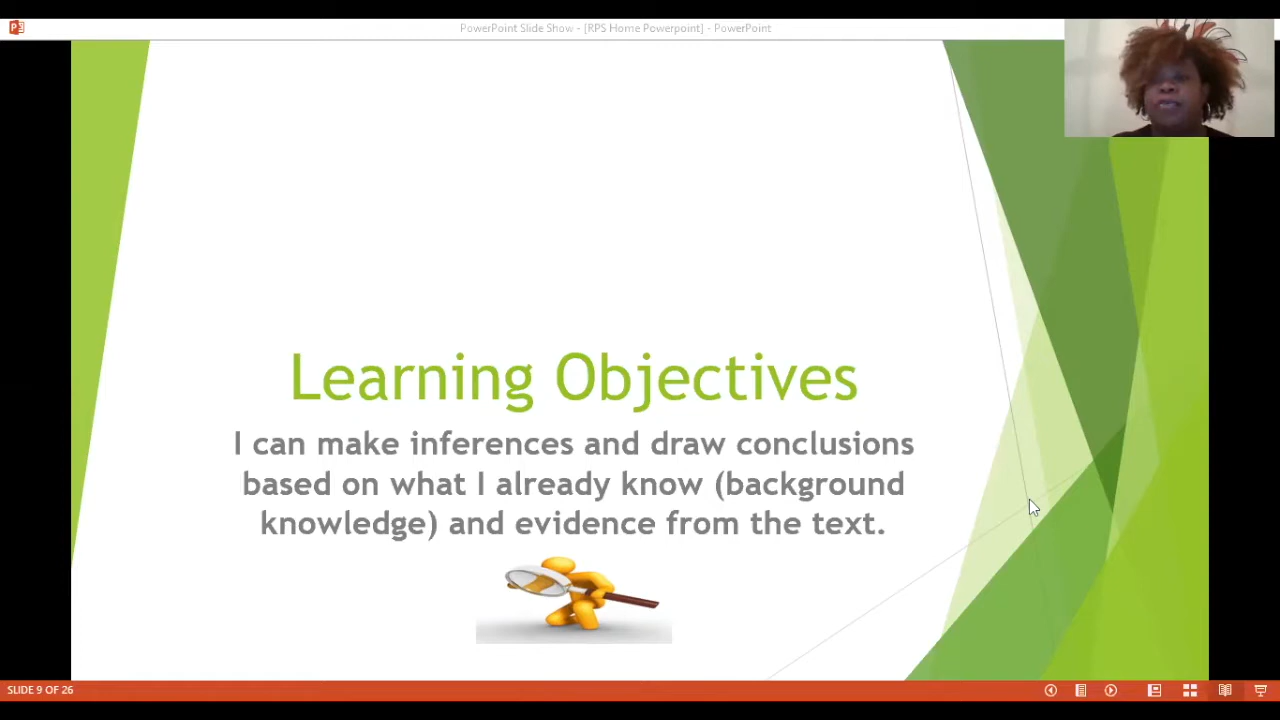 PowerPoint Slide Show - [RPS Home Powerpoint] - PowerPoint
Learning Objectives
I can make inferences and draw conclusions
based on what I already know (background
knowledge) and evidence from the text.
SLIDE 9 OF 26